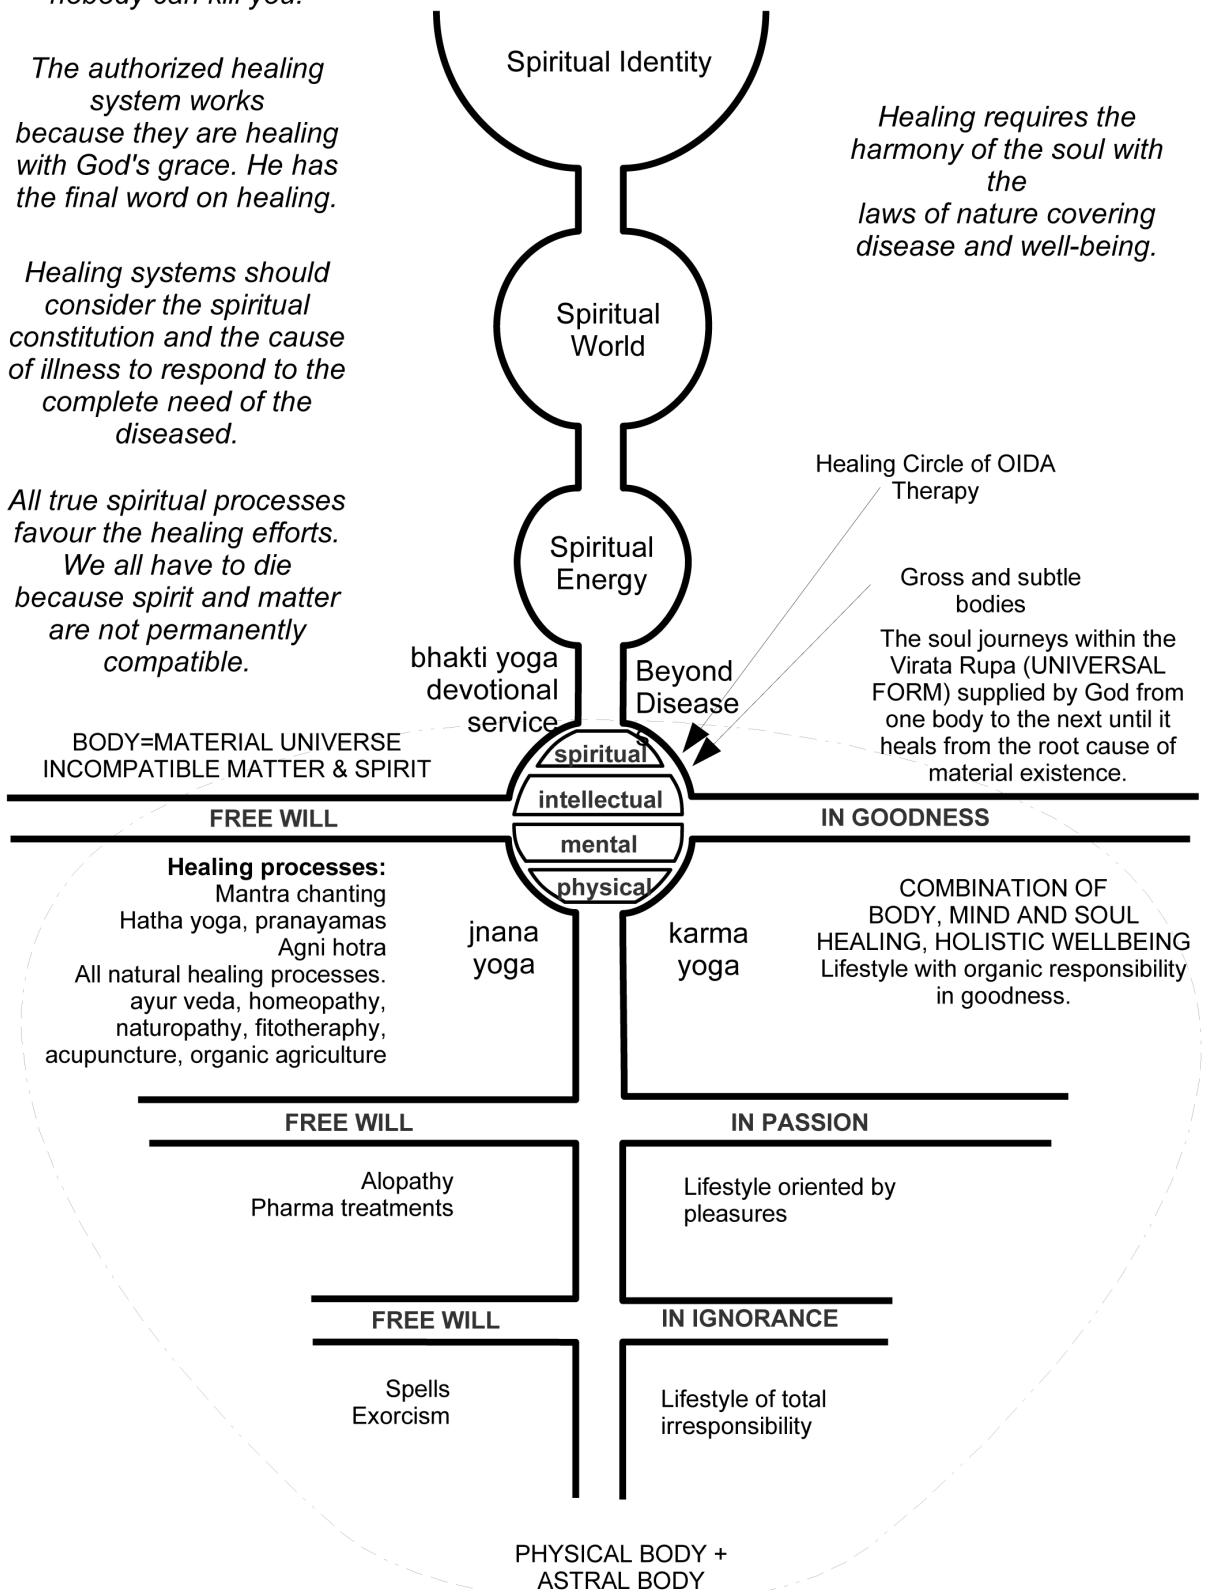 nobody can kill you.
Spiritual Identity
The authorized healing
system works
because they are healing
with God's grace. He has
the final word on healing.
Healing requires the
harmony of the soul with
the
laws of nature covering
disease and well-being.
Healing systems should
consider the spiritual
constitution and the cause
of illness to respond to the
complete need of the
diseased.
Spiritual
World
Healing Circle of OIDA
Therapy
All true spiritual processes
favour the healing efforts.
We all have to die
because spirit and matter
are not permanently
compatible.
Spiritual
Energy
Gross and subtle
bodies
The soul journeys within the
Virata Rupa (UNIVERSAL
FORM) supplied by God from
one body to the next until it
heals from the root cause of
material existence.
bhakti yoga
devotional
service
Beyond
Disease
s
BODY=MATERIAL UNIVERSE
INCOMPATIBLE MATTER & SPIRIT
spiritual
intellectual
mental
physical
FREE WILL
IN GOODNESS
Healing processes:
Mantra chanting
Hatha yoga, pranayamas
Agni hotra
All natural healing processes.
ayur veda, homeopathy,
naturopathy, fitotheraphy,
acupuncture, organic agriculture
jnana
yoga
karma
yoga
COMBINATION OF
BODY, MIND AND SOUL
HEALING, HOLISTIC WELLBEING
Lifestyle with organic responsibility
in goodness.
FREE WILL
IN PASSION
Alopathy
Pharma treatments
Lifestyle oriented by
pleasures
FREE WILL
IN IGNORANCE
Spells
Exorcism
Lifestyle of total
irresponsibility
PHYSICAL BODY +
ASTRAL BODY